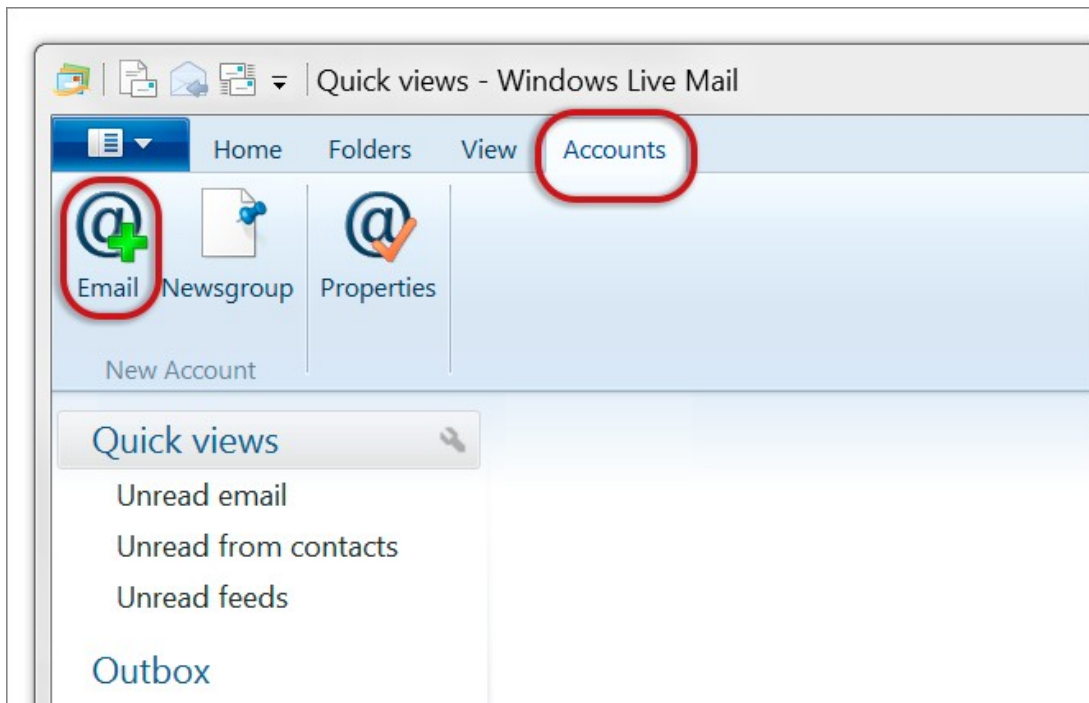 Quick views - Windows Live Mail
Home Folders View Accounts
Email Newsgroup Properties
New Account
Quick views
Unread email
Unread from contacts
Unread feeds
Outbox